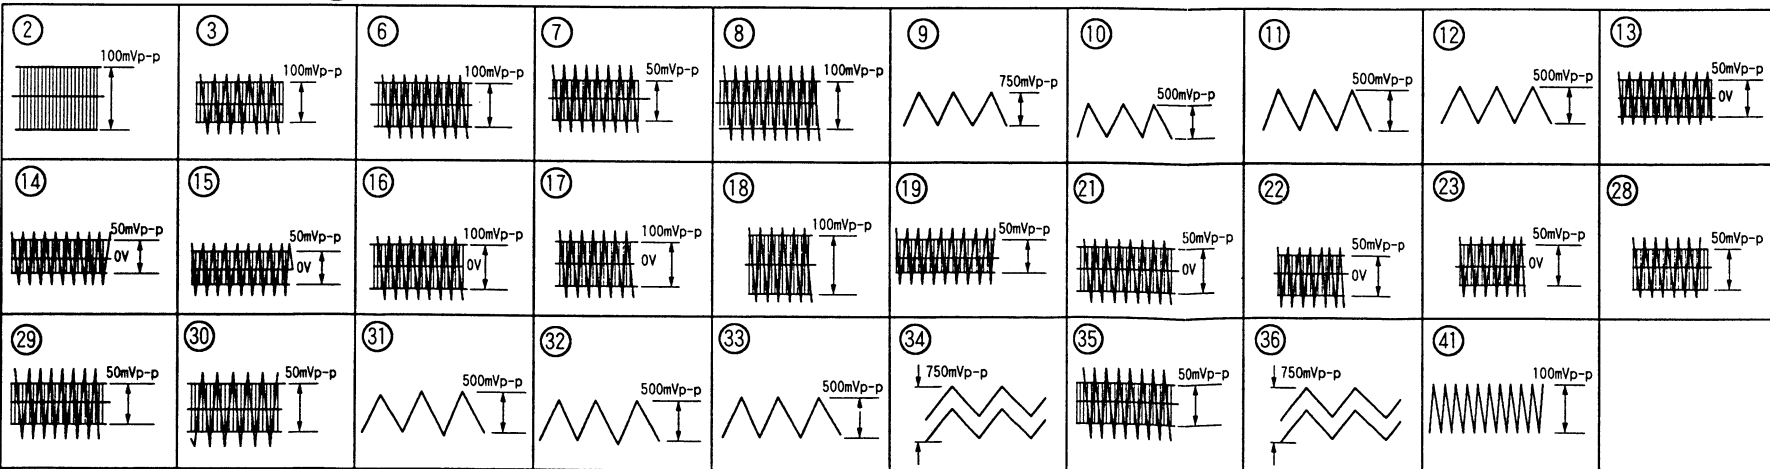 2 100mVp-p
3 100mVp-p
6 100mVp-p
7 50mVp-p
8 100mVp-p
9 750mVp-p
10 500mVp-p
11 500mVp-p
12 500mVp-p
13 50mVp-p 0V
14 50mVp-p 0V
15 50mVp-p 0V
16 100mVp-p 0V
17 100mVp-p 0V
18 100mVp-p
19 50mVp-p
21 50mVp-p 0V
22 50mVp-p 0V
23 50mVp-p 0V
28 50mVp-p
29 50mVp-p
30 50mVp-p
31 500mVp-p
32 500mVp-p
33 500mVp-p
34 750mVp-p
35 50mVp-p
36 750mVp-p
41 100mVp-p